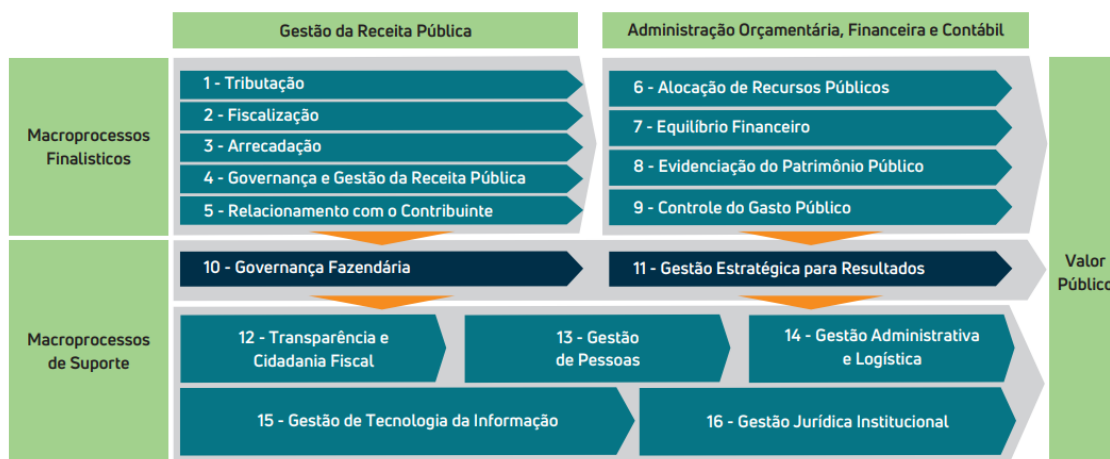 Gestão da Receita Pública
Administração Orçamentária, Financeira e Contábil
Macroprocessos
Finalisticos
1 - Tributação
2 - Fiscalização
3 - Arrecadação
4 - Governança e Gestão da Receita Pública
5 - Relacionamento com o Contribuinte
6 - Alocação de Recursos Públicos
7 - Equilíbrio Financeiro
8 - Evidenciação do Patrimônio Público
9 - Controle do Gasto Público
Macroprocessos
de Suporte
10 - Governança Fazendária
11 - Gestão Estratégica para Resultados
12 - Transparência e
Cidadania Fiscal
13 - Gestão
de Pessoas
14 - Gestão Administrativa
e Logística
15 - Gestão de Tecnologia da Informação
16 - Gestão Jurídica Institucional
Valor
Público